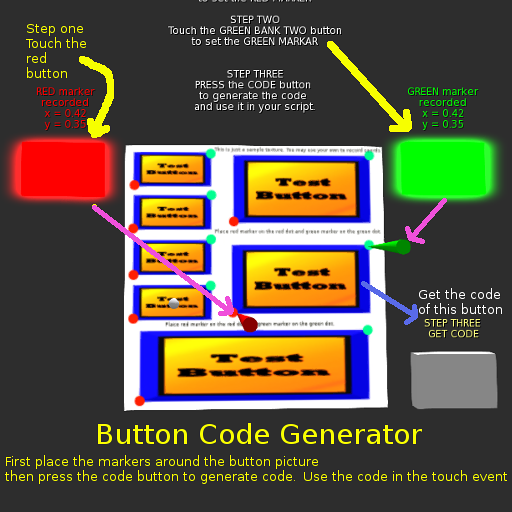 to set the RED MARKER
STEP TWO
Touch the GREEN BANK TWO button
to set the GREEN MARKAR
Step one
Touch the
red
button
STEP THREE
PRESS the CODE button
to generate the code
and use it in your script.
RED marker
recorded
x = 0.42
y = 0.35
GREEN marker
recorded
x = 0.42
y = 0.35
This is just a sample texture. You may use your own to record coords
Test
Button
Test
Button
Test
Button
Place red marker on the red dot and green marker on the green dot.
Test
Button
Test
Button
Test
Button
Get the code
of this button
STEP THREE
GET CODE
Place red marker on the red green marker on the green dot.
Test
Button
Button Code Generator
First place the markers around the button picture
then press the code button to generate code. Use the code in the touch event